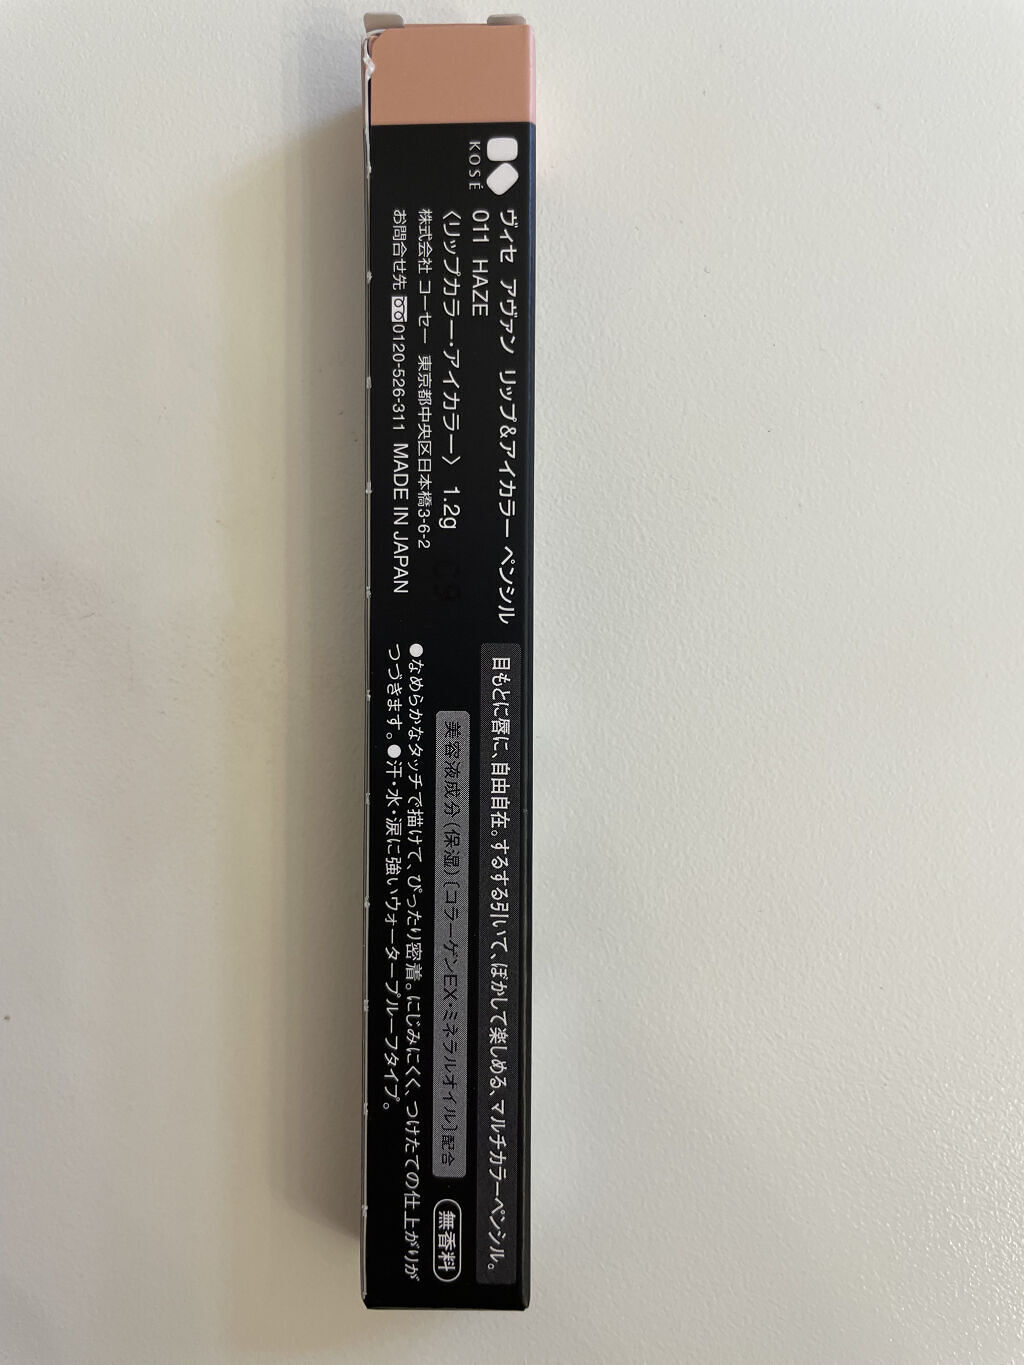 KOSÉ
ヴィセ アヴァン リップ&アイカラー ペンシル
011 HAZE
〈リップカラー・アイカラー〉 1.2g
株式会社 コーセー 東京都中央区日本橋3-6-2
お問合せ先 0120-526-311 MADE IN JAPAN
C9
目もとに唇に、自由自在。するする引いて、ぼかして楽しめる、マルチカラーペンシル。
美容液成分(保湿)〔コラーゲンEX・ミネラルオイル〕配合
無香料
●なめらかなタッチで描けて、ぴったり密着。にじみにくく、つけたての仕上がりが
つづきます。●汗・水・涙に強いウォータープルーフタイプ。